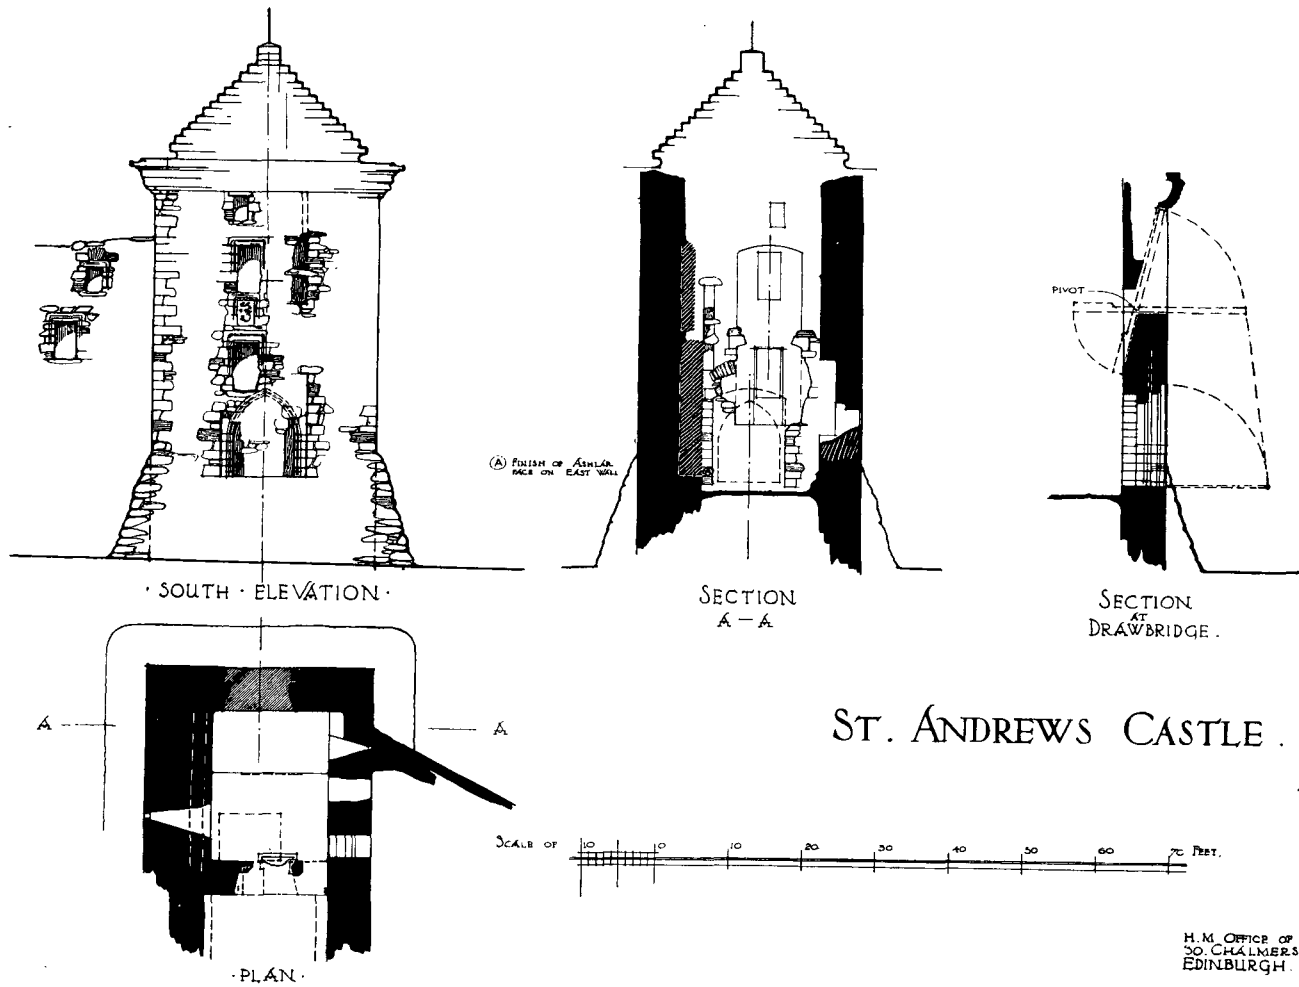 (A) FINISH OF ASHLAR
FACE ON EAST WALL
PIVOT
· SOUTH · ELEVATION ·
SECTION
A — A
SECTION
AT
DRAWBRIDGE .
A
A
ST. ANDREWS CASTLE .
SCALE OF 10 0 10 20 30 40 50 60 70 FEET.
· PLAN ·
H.M. OFFICE OF
30. CHALMERS
EDINBURGH.